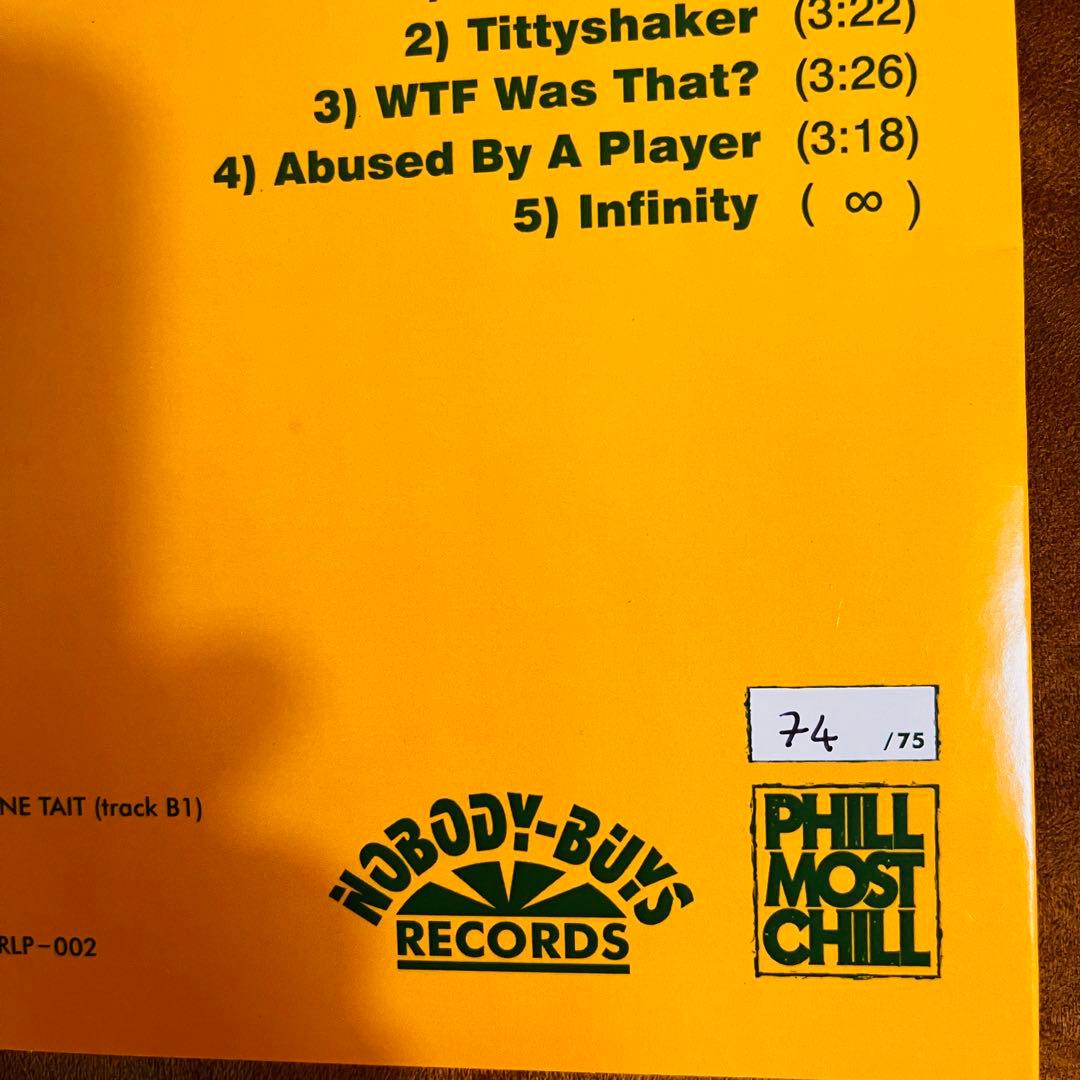 2) Tittyshaker (3:22)
3) WTF Was That? (3:26)
4) Abused By A Player (3:18)
5) Infinity ( ∞ )
74 /75
NE TAIT (track B1)
NOBODY-BUYS
RECORDS
PHILL
MOST
CHILL
RLP-002